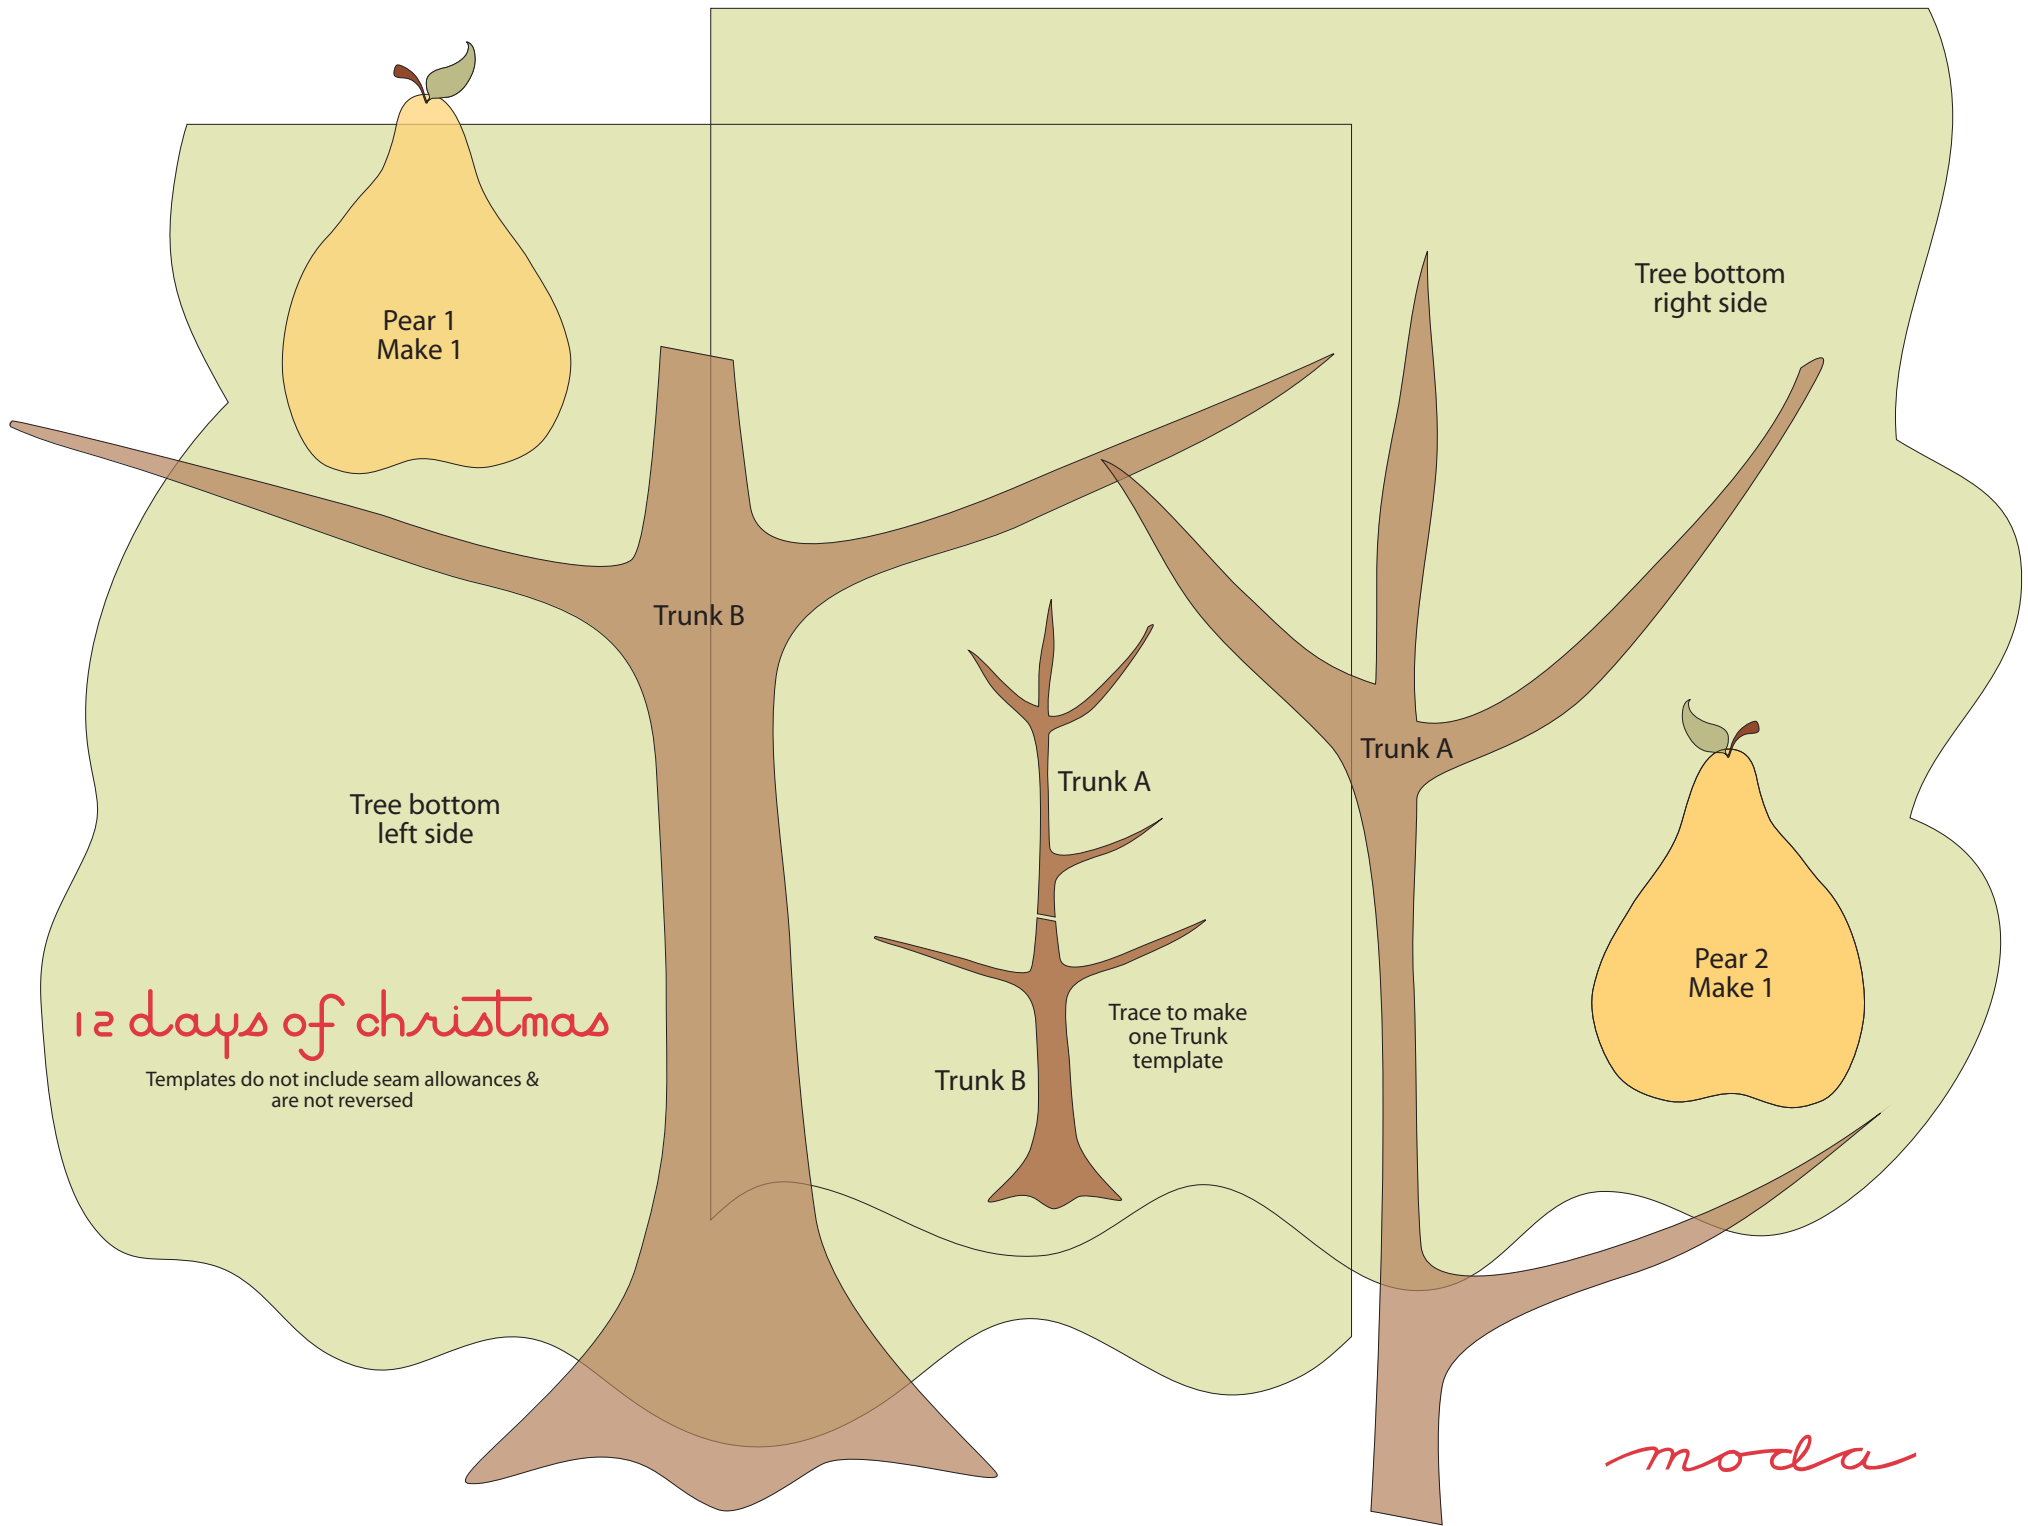 Pear 1
Make 1
Tree bottom
right side
Trunk B
Trunk A
Trunk A
Tree bottom
left side
Pear 2
Make 1
12 days of christmas
Templates do not include seam allowances &
are not reversed
Trace to make
one Trunk
template
Trunk B
moda